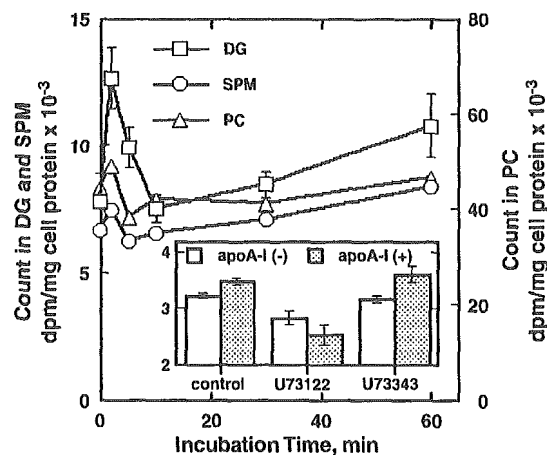 15
10
5
0
Count in DG and SPM
dpm/mg cell protein x 10-3
DG
SPM
PC
80
60
40
20
0
Count in PC
dpm/mg cell protein x 10-3
apoA-I (-)
apoA-I (+)
4
3
2
control
U73122
U73343
0
20
40
60
Incubation Time, min